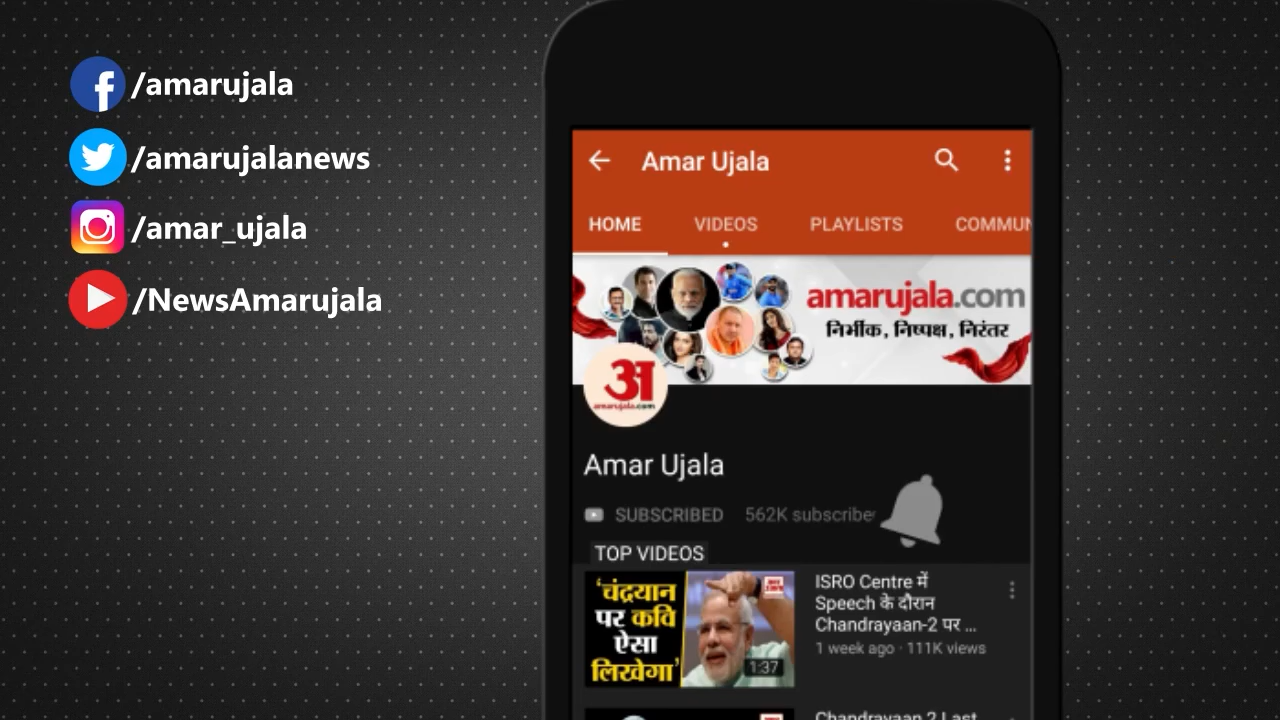 /amarujala
/amarujalanews
/amar_ujala
/NewsAmarujala
Amar Ujala
HOME VIDEOS PLAYLISTS COMMUN
amarujala.com
निर्भीक, निष्पक्ष, निरंतर
अ
amarujala.com
Amar Ujala
SUBSCRIBED 562K subscribe
TOP VIDEOS
'चंद्रयान
पर कवि
ऐसा
लिखेगा'
1:37
ISRO Centre में
Speech के दौरान
Chandrayaan-2 पर ...
1 week ago · 111K views
Chandrayaan 2 Last